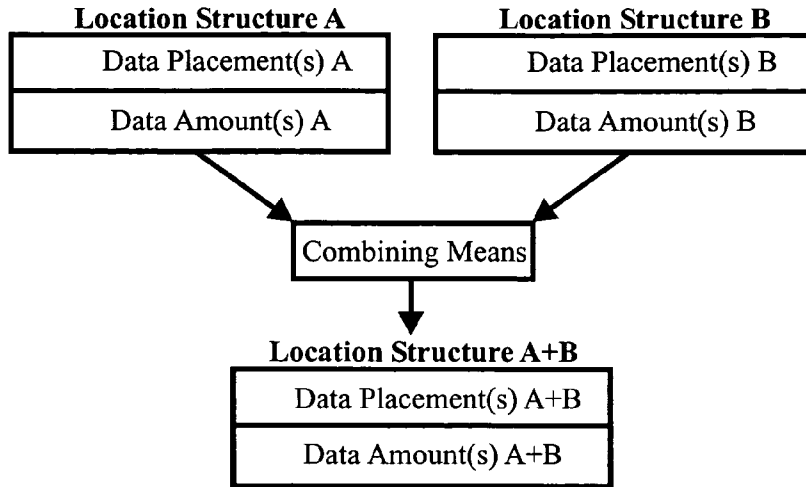 Location Structure A
Data Placement(s) A
Data Amount(s) A
Location Structure B
Data Placement(s) B
Data Amount(s) B
Combining Means
Location Structure A+B
Data Placement(s) A+B
Data Amount(s) A+B